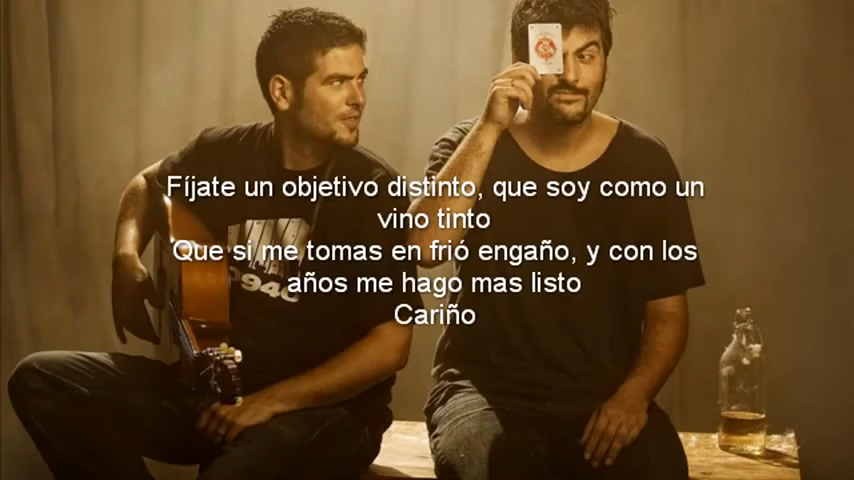 Fíjate un objetivo distinto, que soy como un
vino tinto
Que si me tomas en frió engaño, y con los
años me hago mas listo
Cariño